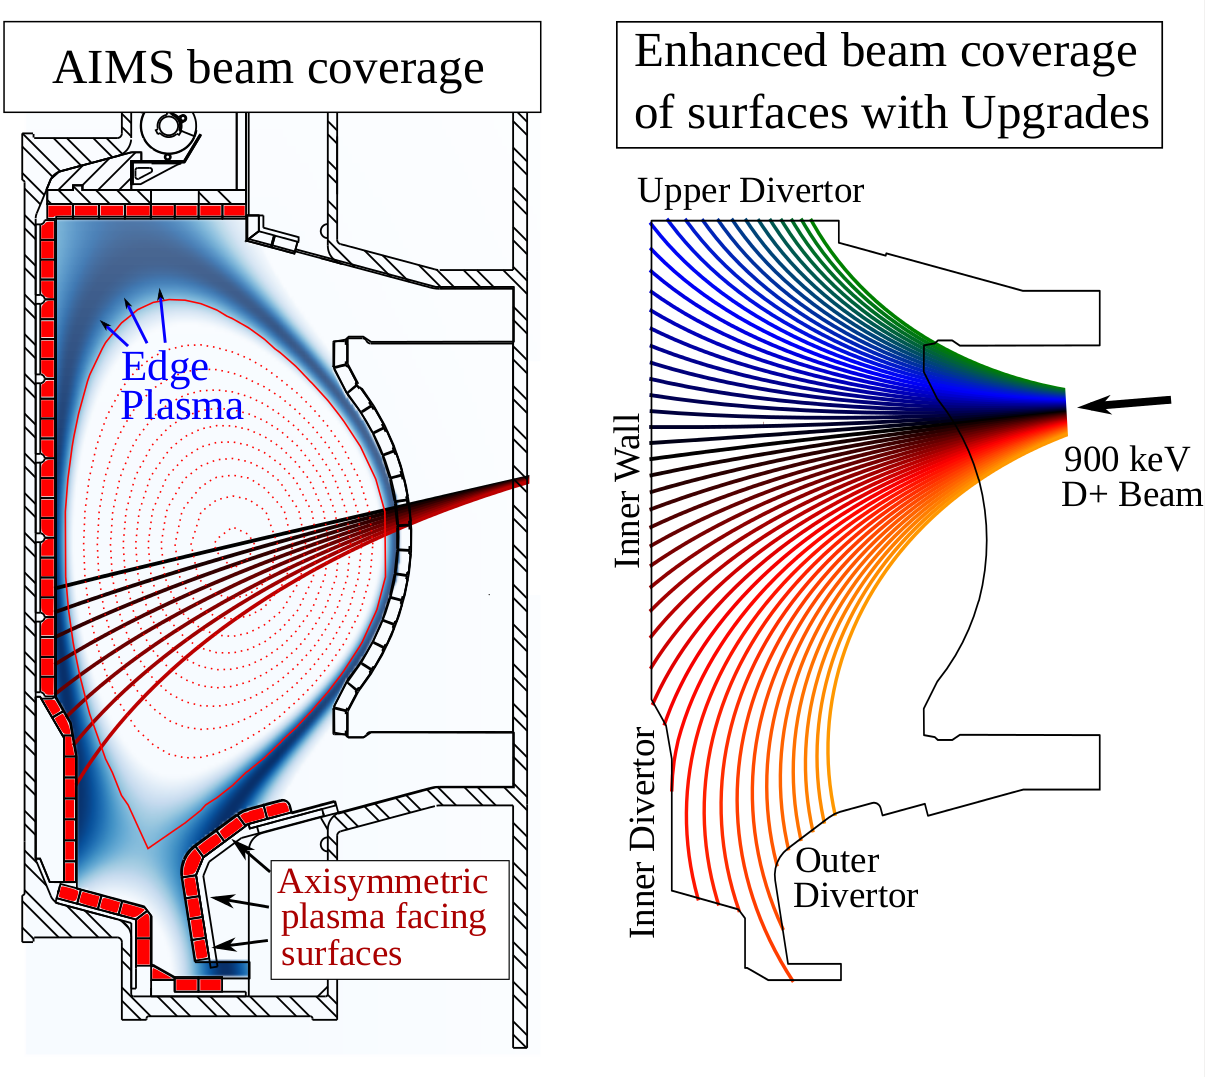 AIMS beam coverage
Edge
Plasma
Axisymmetric
plasma facing
surfaces
Enhanced beam coverage
of surfaces with Upgrades
Upper Divertor
Inner Wall
900 keV
D+ Beam
Inner Divertor
Outer
Divertor